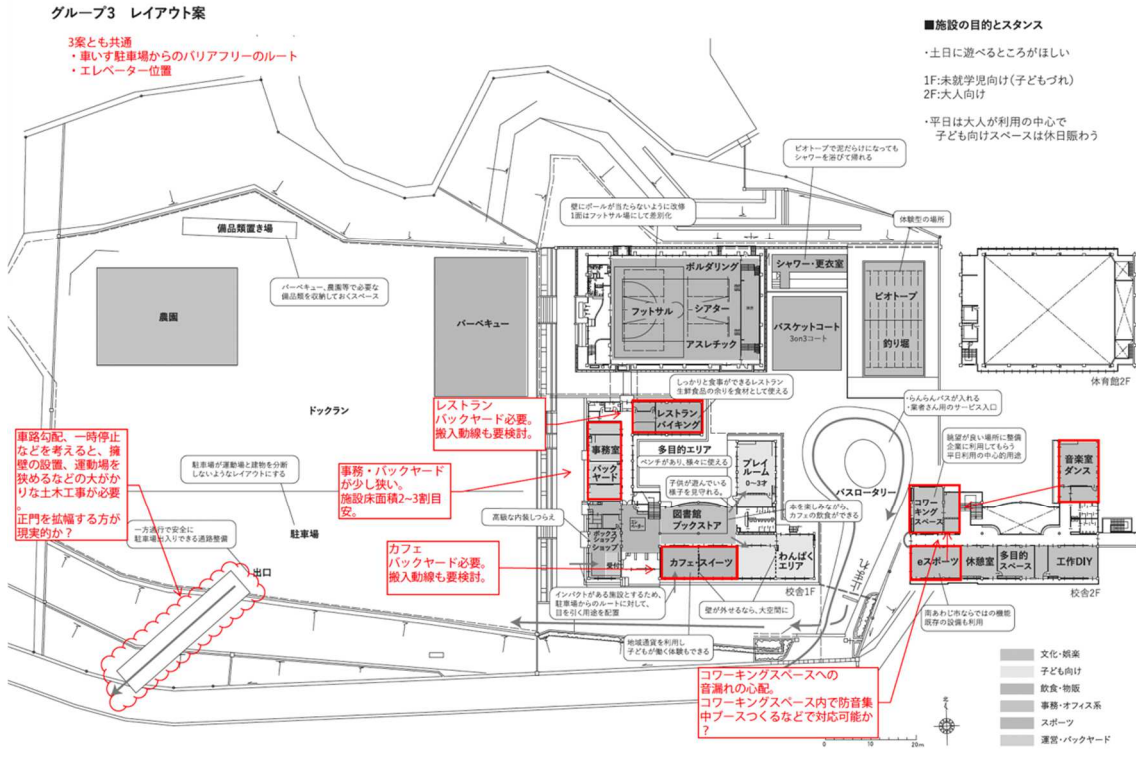 グループ3 レイアウト案
3案とも共通
・車いす駐車場からのバリアフリーのルート
・エレベーター位置
■施設の目的とスタンス
・土日に遊べるところがほしい
1F:未就学児向け(子どもづれ)
2F:大人向け
・平日は大人が利用の中心で
子ども向けスペースは休日賑わう
ビオトープで泥だらけになっても
シャワーを浴びて帰れる
壁にボールが当たらないように改修
1面はフットサル場にして差別化
体験型の場所
備品類置き場
バーベキュー、農園等で必要な
備品類を収納しておくスペース
農園
バーベキュー
ボルダリング
フットサル
シアター
アスレチック
シャワー・更衣室
バスケットコート
3on3コート
ビオトープ
釣り堀
体育館2F
しっかりと食事ができるレストラン
生鮮食品の余りを食材として使える
レストラン
バックヤード必要。
搬入動線も要検討。
レストラン
バイキング
ドックラン
・らんらんバスが入れる
・業者さん用のサービス入口
眺望が良い場所に整備
企業に利用してもらう
平日利用の中心的用途
車路勾配、一時停止
などを考えると、擁
壁の設置、運動場を
狭めるなどの大がか
りな土木工事が必要
。
正門を拡幅する方が
現実的か?
駐車場が運動場と建物を分断
しないようなレイアウトにする
事務・バックヤード
が少し狭い。
施設床面積2~3割目
安。
事務室
バック
ヤード
多目的エリア
ベンチがあり、様々に使える
プレイ
ルーム
0~3才
子供が遊んでいる
様子を見守れる。
バスロータリー
音楽室
ダンス
コワー
キング
スペース
高級な内装しつらえ
図書館
ブックストア
本を楽しみながら、
カフェの飲食ができる
一方通行で安全に
駐車場出入りできる通路整備
駐車場
ボックス
ショップ
ショップ
受付
カフェ
バックヤード必要。
搬入動線も要検討。
カフェ・スイーツ
わんぱく
エリア
eスポーツ
休憩室
多目的
スペース
工作DIY
出口
校舎1F
校舎2F
インパクトがある施設とするため、
駐車場からのルートに対して、
目を引く用途を配置
壁が外せるなら、大空間に
南あわじ市ならではの機能
既存の設備も利用
地域通貨を利用し
子どもが働く体験もできる
コワーキングスペースへの
音漏れの心配。
コワーキングスペース内で防音集
中ブースつくるなどで対応可能か
?
文化・娯楽
子ども向け
飲食・物販
事務・オフィス系
スポーツ
運営・バックヤード
0 10 20m